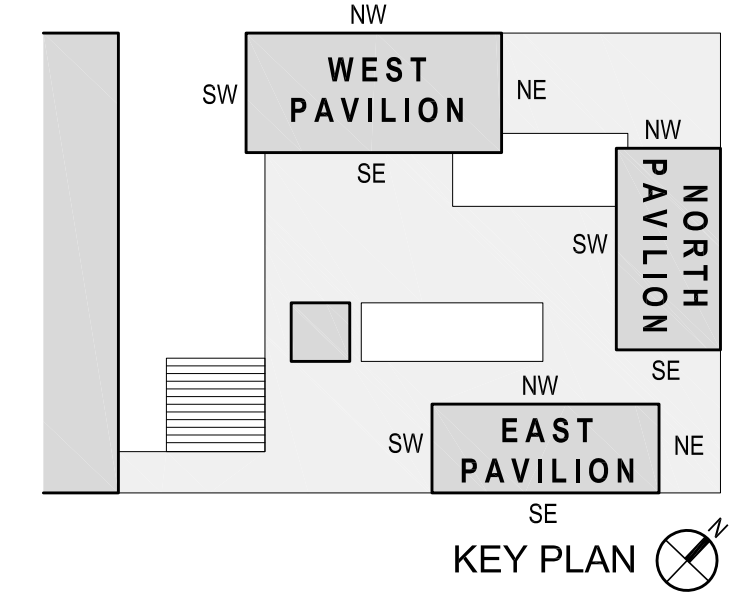 NW
WEST
PAVILION
SW
NE
SE
NW
NORTH
PAVILION
SW
SE
NW
EAST
PAVILION
SW
NE
SE
KEY PLAN
N